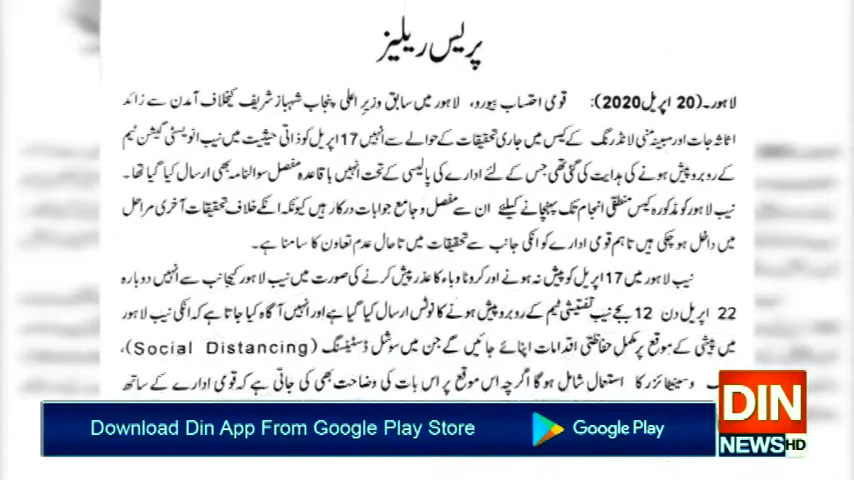 پریس ریلیز
لاہور۔(20 اپریل2020): قومی احتساب بیورو، لاہور میں سابق وزیر اعلی پنجاب شہباز شریف کیخلاف آمدن سے زائد
اثاثہ جات اور مبینہ منی لانڈرنگ کے کیس میں جاری تحقیقات کے حوالے سے انہیں 17 اپریل کو ذاتی حیثیت میں نیب انویسٹی گیشن ٹیم
کے روبرو پیش ہونے کی ہدایت کی گئی تھی جس کے لئے ادارے کی پالیسی کے تحت انہیں باقاعدہ مفصل سوالنامہ بھی ارسال کیا گیا تھا۔
نیب لاہور کو مذکورہ کیس منطقی انجام تک پہنچانے کیلئے ان سے مفصل و جامع جوابات درکار ہیں کیونکہ انکے خلاف تحقیقات آخری مراحل
میں داخل ہو چکی ہیں تاہم قومی ادارے کو انکی جانب سے تحقیقات میں تا حال عدم تعاون کا سامنا ہے۔
نیب لاہور میں 17 اپریل کو پیش نہ ہونے اور کرونا وباء کا عذر پیش کرنے کی صورت میں نیب لاہور کیجانب سے انہیں دوبارہ
22 اپریل دن 12 بجے نیب تفتیشی ٹیم کے روبرو پیش ہونے کا نوٹس ارسال کیا گیا ہے اور انہیں آگاہ کیا جاتا ہے کہ انکی نیب لاہور
میں پیشی کے موقع پر مکمل حفاظتی اقدامات اپنائے جائیں گے جن میں سوشل ڈسٹینسنگ (Social Distancing)،
و سینیٹائزر کا استعمال شامل ہوگا اگرچہ اس موقع پر اس بات کی وضاحت بھی کی جاتی ہے کہ قومی ادارے کے ساتھ
Download Din App From Google Play Store
Google Play
DIN
NEWS HD